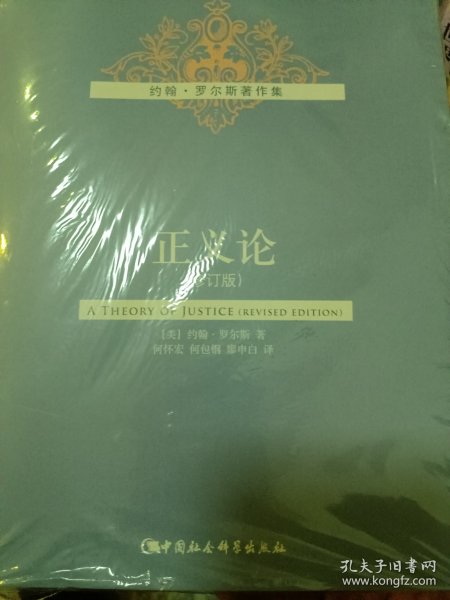 约翰·罗尔斯著作集
正义论
(修订版)
A THEORY OF JUSTICE (REVISED EDITION)
[美] 约翰·罗尔斯 著
何怀宏 何包钢 廖申白 译
中国社会科学出版社
孔夫子旧书网
www.kongfz.com